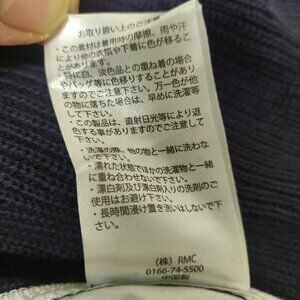 お取り扱い上のご注意
・この素材は着用時の摩擦、雨や汗
により他の衣服や下着に色が移るこ
とがあります。
特に白、淡色品との重ね着の場合
やバッグ等に色移りすることがあり
ますのでご注意下さい。万一色が他
の物に落ちた場合は、早めに洗濯等
して下さい。
・この製品は、直射日光等により退
色する事がありますのでご注意して
下さい。
・洗濯の際、他の物と一緒に洗わな
いで下さい。
・濡れた状態でほかの洗濯物と一緒
に重ね合わせないで下さい。
・漂白剤及び漂白剤入りの洗剤のご
使用はお避け下さい。
・長時間浸け置き洗いはしないで下
さい。
(株) RMC
0166-74-5500
中国製